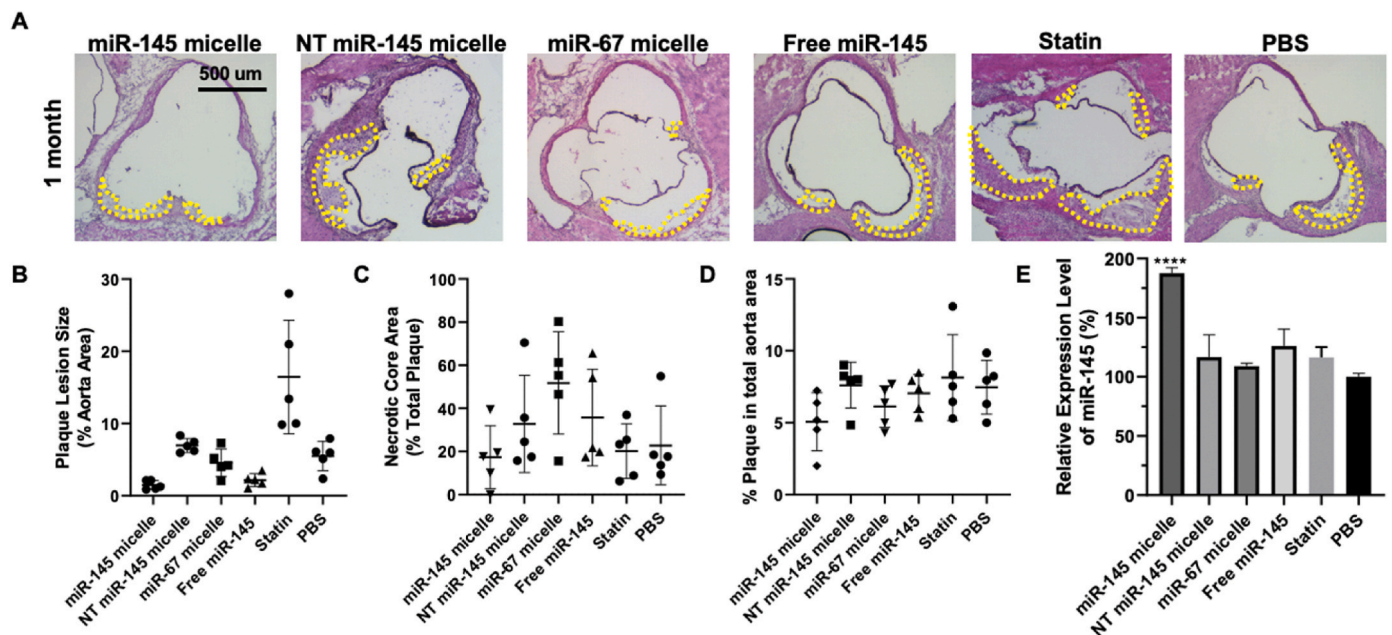 A
miR-145 micelle
NT miR-145 micelle
miR-67 micelle
Free miR-145
Statin
PBS
500 um
1 month
B
Plaque Lesion Size
(% Aorta Area)
30
20
10
0
miR-145 micelle
NT miR-145 micelle
miR-67 micelle
Free miR-145
Statin
PBS
C
Necrotic Core Area
(% Total Plaque)
100
80
60
40
20
0
miR-145 micelle
NT miR-145 micelle
miR-67 micelle
Free miR-145
Statin
PBS
D
% Plaque in total aorta area
15
10
5
0
miR-145 micelle
NT miR-145 micelle
miR-67 micelle
Free miR-145
Statin
PBS
E
Relative Expression Level
of miR-145 (%)
200
150
100
50
0
****
miR-145 micelle
NT miR-145 micelle
miR-67 micelle
Free miR-145
Statin
PBS